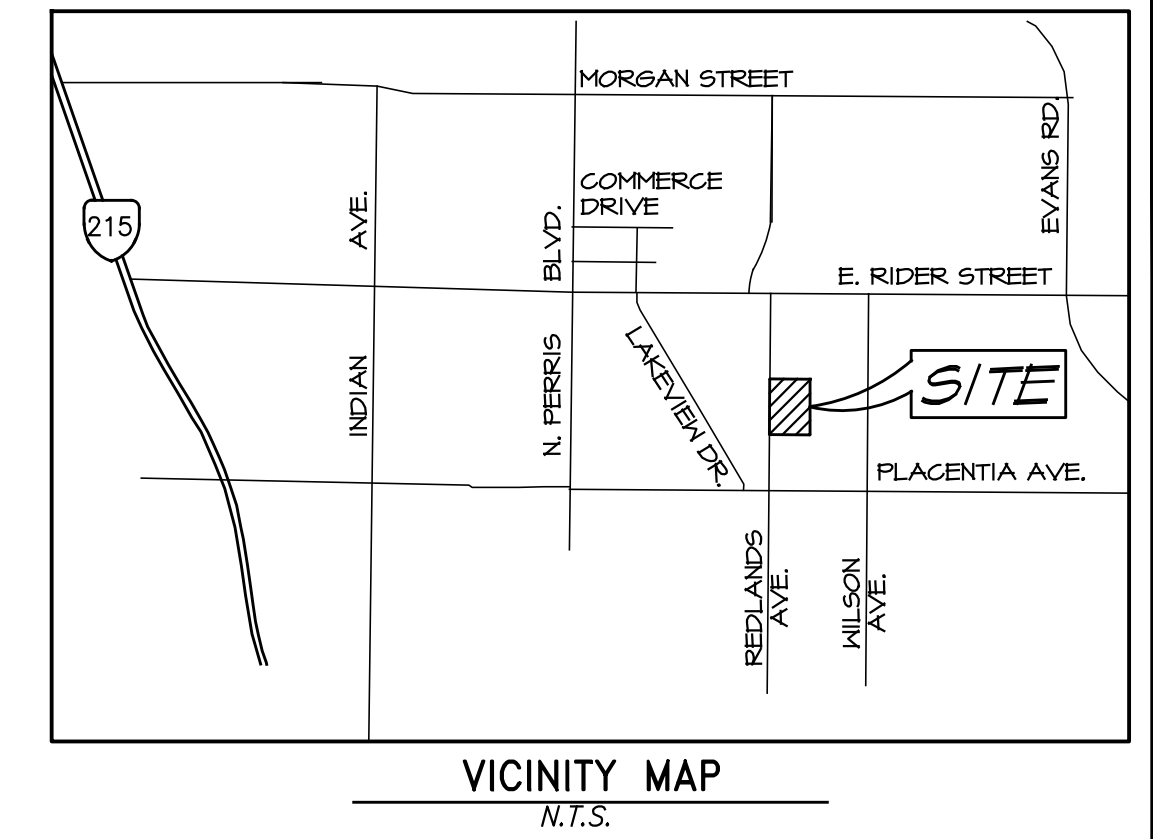 MORGAN STREET
EVANS RD.
COMMERCE
DRIVE
215
INDIAN AVE.
N. PERRIS BLVD.
E. RIDER STREET
LAKEVIEW DR.
SITE
PLACENTIA AVE.
REDLANDS
AVE.
WILSON
AVE.
VICINITY MAP
N.T.S.